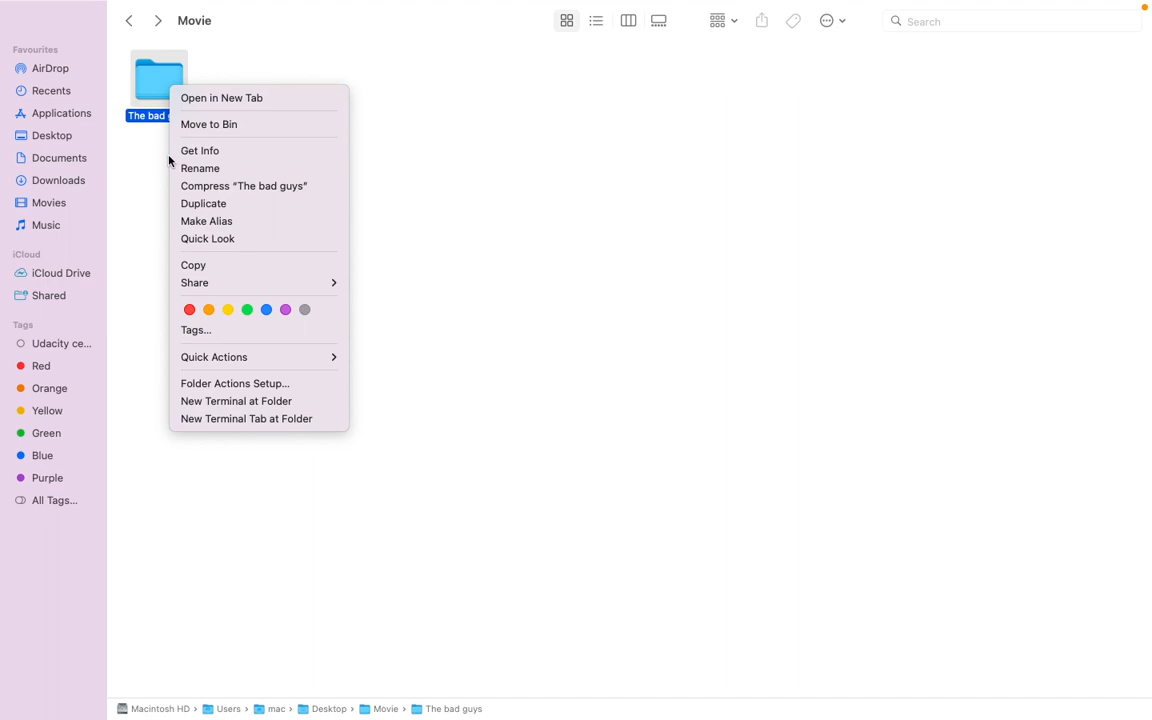 Movie
Search
Favourites
AirDrop
Recents
Applications
Desktop
Documents
Downloads
Movies
Music
iCloud
iCloud Drive
Shared
Tags
Udacity ce...
Red
Orange
Yellow
Green
Blue
Purple
All Tags...
The bad
Open in New Tab
Move to Bin
Get Info
Rename
Compress "The bad guys"
Duplicate
Make Alias
Quick Look
Copy
Share
Tags...
Quick Actions
Folder Actions Setup...
New Terminal at Folder
New Terminal Tab at Folder
Macintosh HD › Users › mac › Desktop › Movie › The bad guys